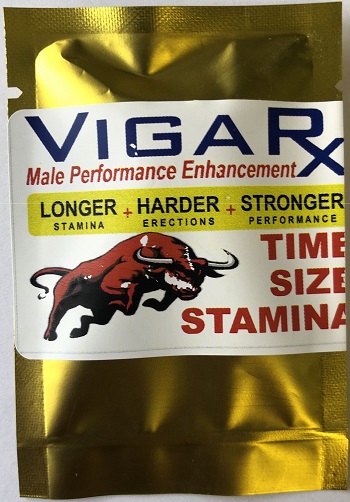 VIGARX
Male Performance Enhancement
LONGER + HARDER + STRONGER
STAMINA ERECTIONS PERFORMANCE
TIME
SIZE
STAMINA